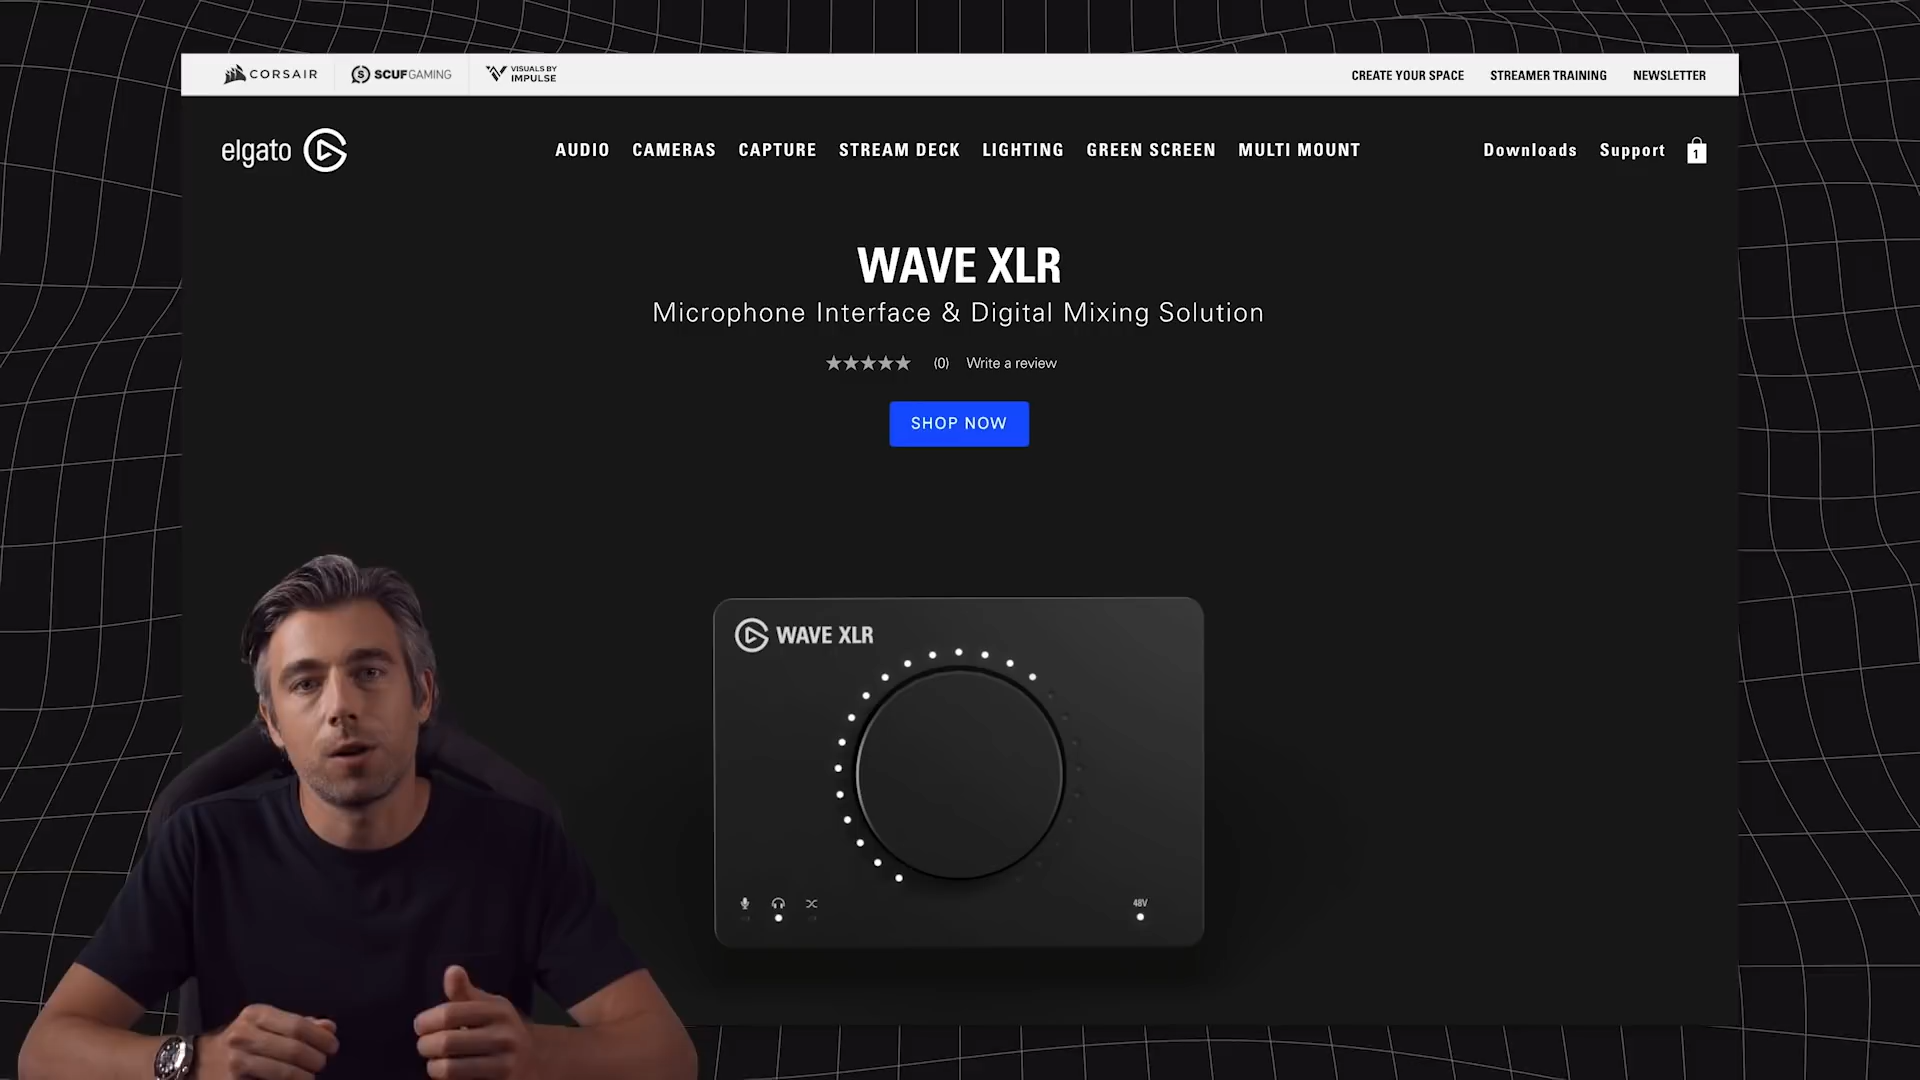 CORSAIR
SCUFGAMING
VISUALS BY
IMPULSE
CREATE YOUR SPACE
STREAMER TRAINING
NEWSLETTER
elgato
AUDIO
CAMERAS
CAPTURE
STREAM DECK
LIGHTING
GREEN SCREEN
MULTI MOUNT
Downloads
Support
1
WAVE XLR
Microphone Interface & Digital Mixing Solution
(0) Write a review
SHOP NOW
WAVE XLR
48V